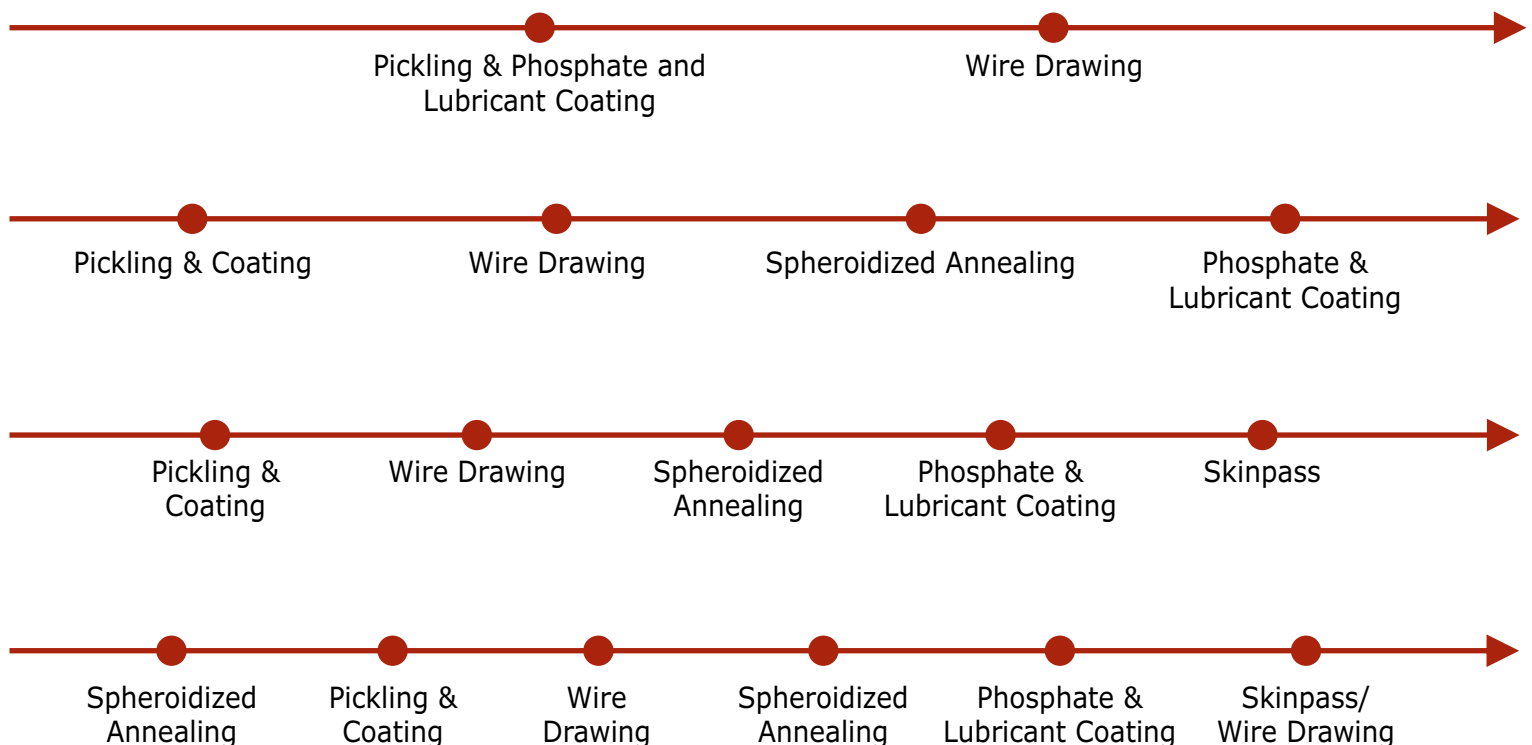 Pickling & Phosphate and
Lubricant Coating
Wire Drawing
Pickling & Coating
Wire Drawing
Spheroidized Annealing
Phosphate &
Lubricant Coating
Pickling &
Coating
Wire Drawing
Spheroidized
Annealing
Phosphate &
Lubricant Coating
Skinpass
Spheroidized
Annealing
Pickling &
Coating
Wire
Drawing
Spheroidized
Annealing
Phosphate &
Lubricant Coating
Skinpass/
Wire Drawing